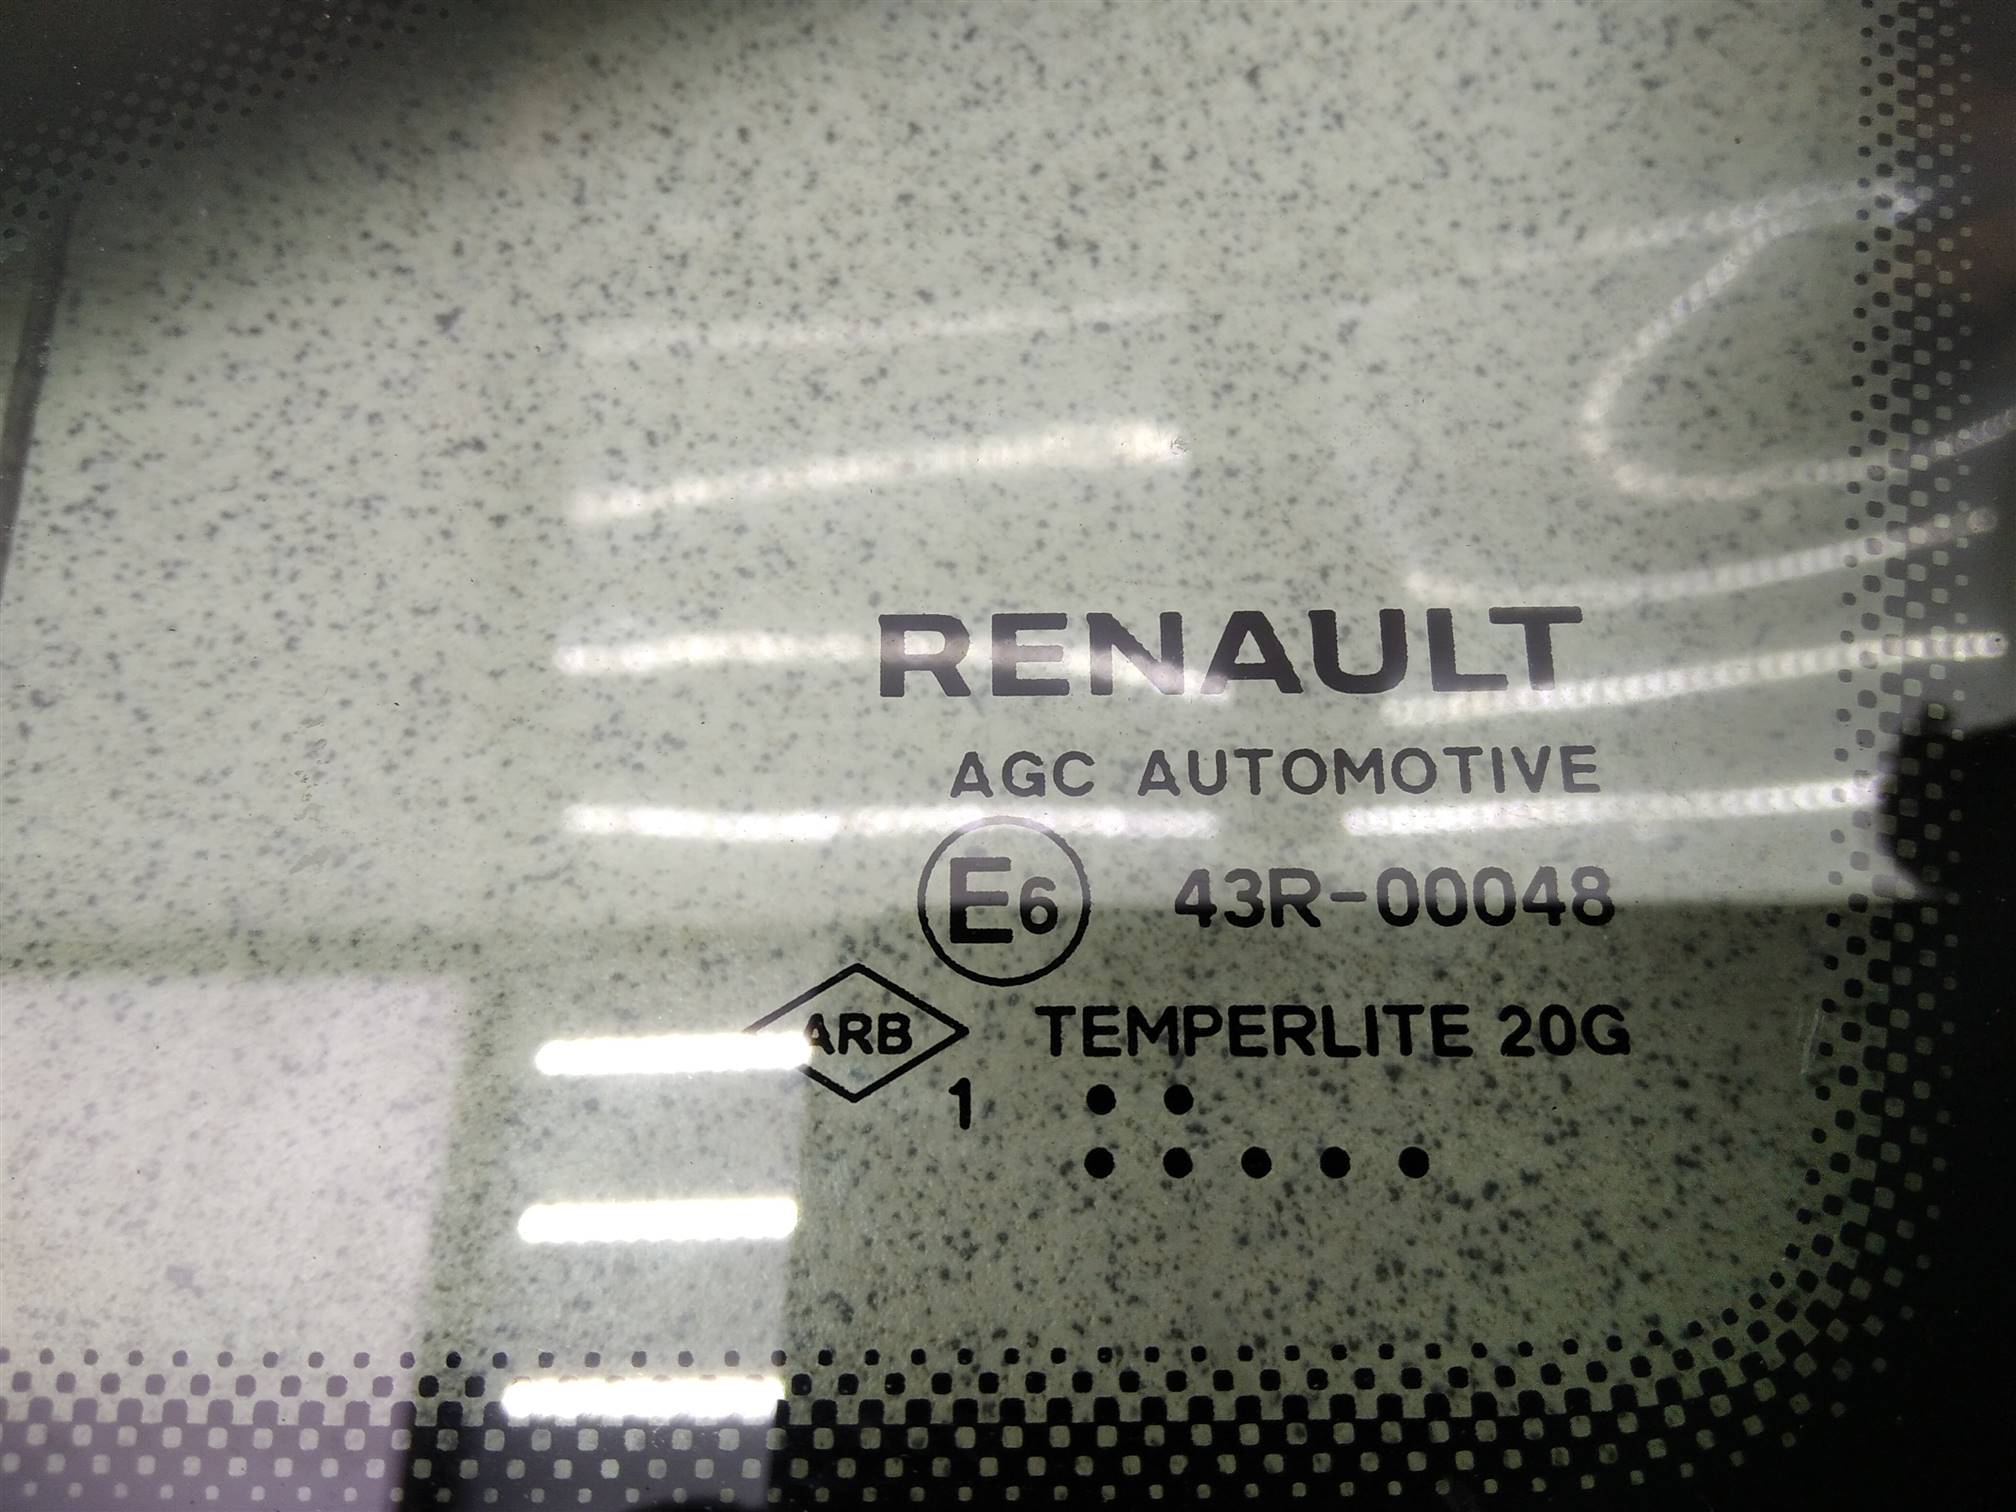 RENAULT
AGC AUTOMOTIVE
E6 43R-00048
ARB TEMPERLITE 20G
1